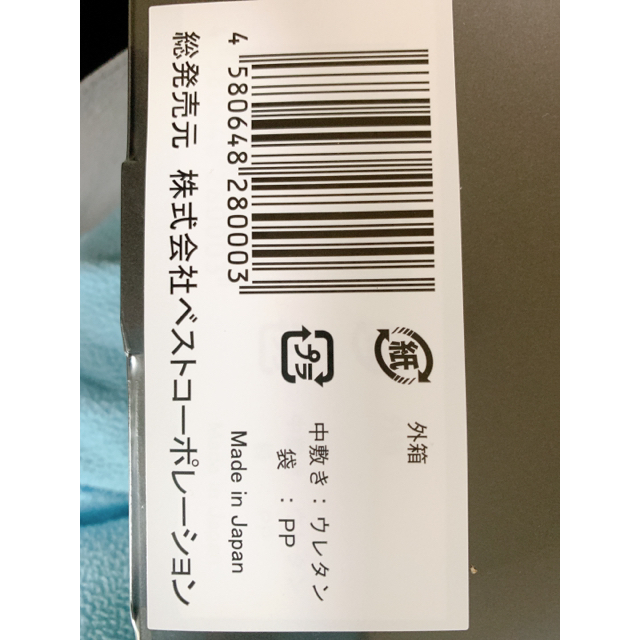 4 580648 280003
紙
外箱
プラ
中敷き：ウレタン
袋　：PP
Made in Japan
総発売元 株式会社ベストコーポレーション